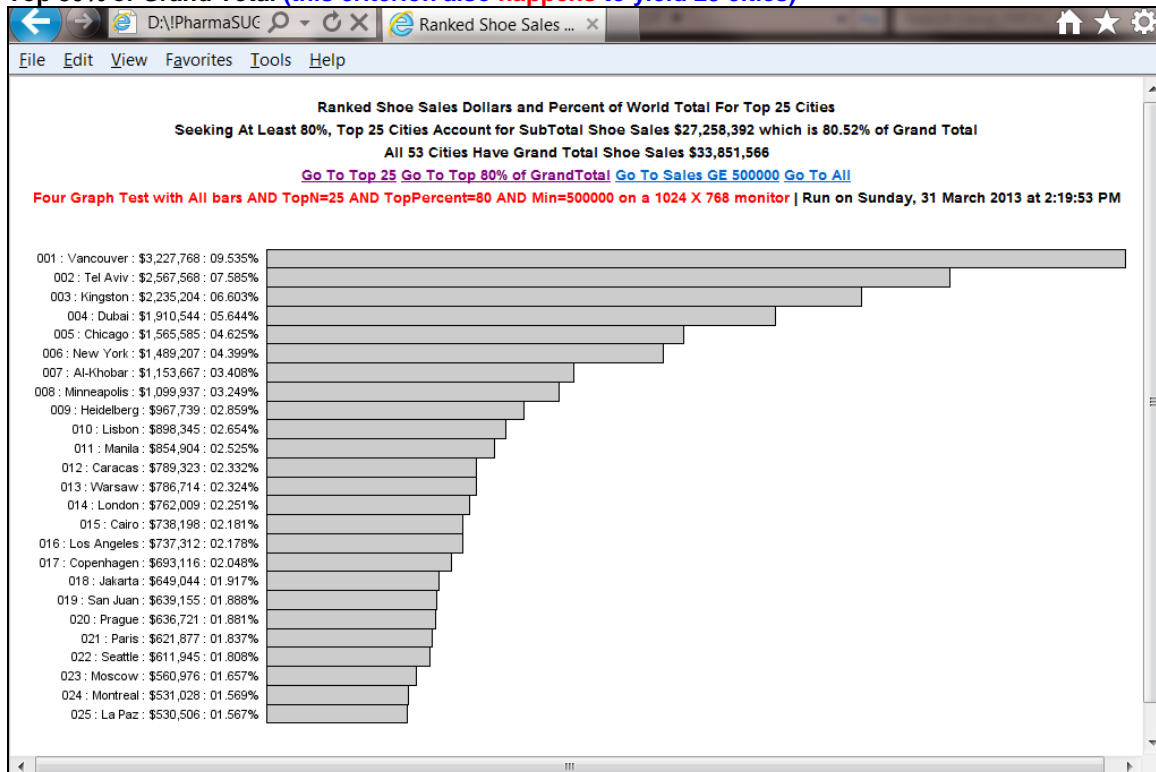 Top 80% of Grand Total (this criterion also happens to yield 25 cities)
D:\!PharmaSUG
Ranked Shoe Sales ... ×
File Edit View Favorites Tools Help
Ranked Shoe Sales Dollars and Percent of World Total For Top 25 Cities
Seeking At Least 80%, Top 25 Cities Account for SubTotal Shoe Sales $27,258,392 which is 80.52% of Grand Total
All 53 Cities Have Grand Total Shoe Sales $33,851,566
Go To Top 25 Go To Top 80% of GrandTotal Go To Sales GE 500000 Go To All
Four Graph Test with All bars AND TopN=25 AND TopPercent=80 AND Min=500000 on a 1024 X 768 monitor | Run on Sunday, 31 March 2013 at 2:19:53 PM
001 : Vancouver : $3,227,768 : 09.535%
002 : Tel Aviv : $2,567,568 : 07.585%
003 : Kingston : $2,235,204 : 06.603%
004 : Dubai : $1,910,544 : 05.644%
005 : Chicago : $1,565,585 : 04.625%
006 : New York : $1,489,207 : 04.399%
007 : Al-Khobar : $1,153,667 : 03.408%
008 : Minneapolis : $1,099,937 : 03.249%
009 : Heidelberg : $967,739 : 02.859%
010 : Lisbon : $898,345 : 02.654%
011 : Manila : $854,904 : 02.525%
012 : Caracas : $789,323 : 02.332%
013 : Warsaw : $786,714 : 02.324%
014 : London : $762,009 : 02.251%
015 : Cairo : $738,198 : 02.181%
016 : Los Angeles : $737,312 : 02.178%
017 : Copenhagen : $693,116 : 02.048%
018 : Jakarta : $649,044 : 01.917%
019 : San Juan : $639,155 : 01.888%
020 : Prague : $636,721 : 01.881%
021 : Paris : $621,877 : 01.837%
022 : Seattle : $611,945 : 01.808%
023 : Moscow : $560,976 : 01.657%
024 : Montreal : $531,028 : 01.569%
025 : La Paz : $530,506 : 01.567%